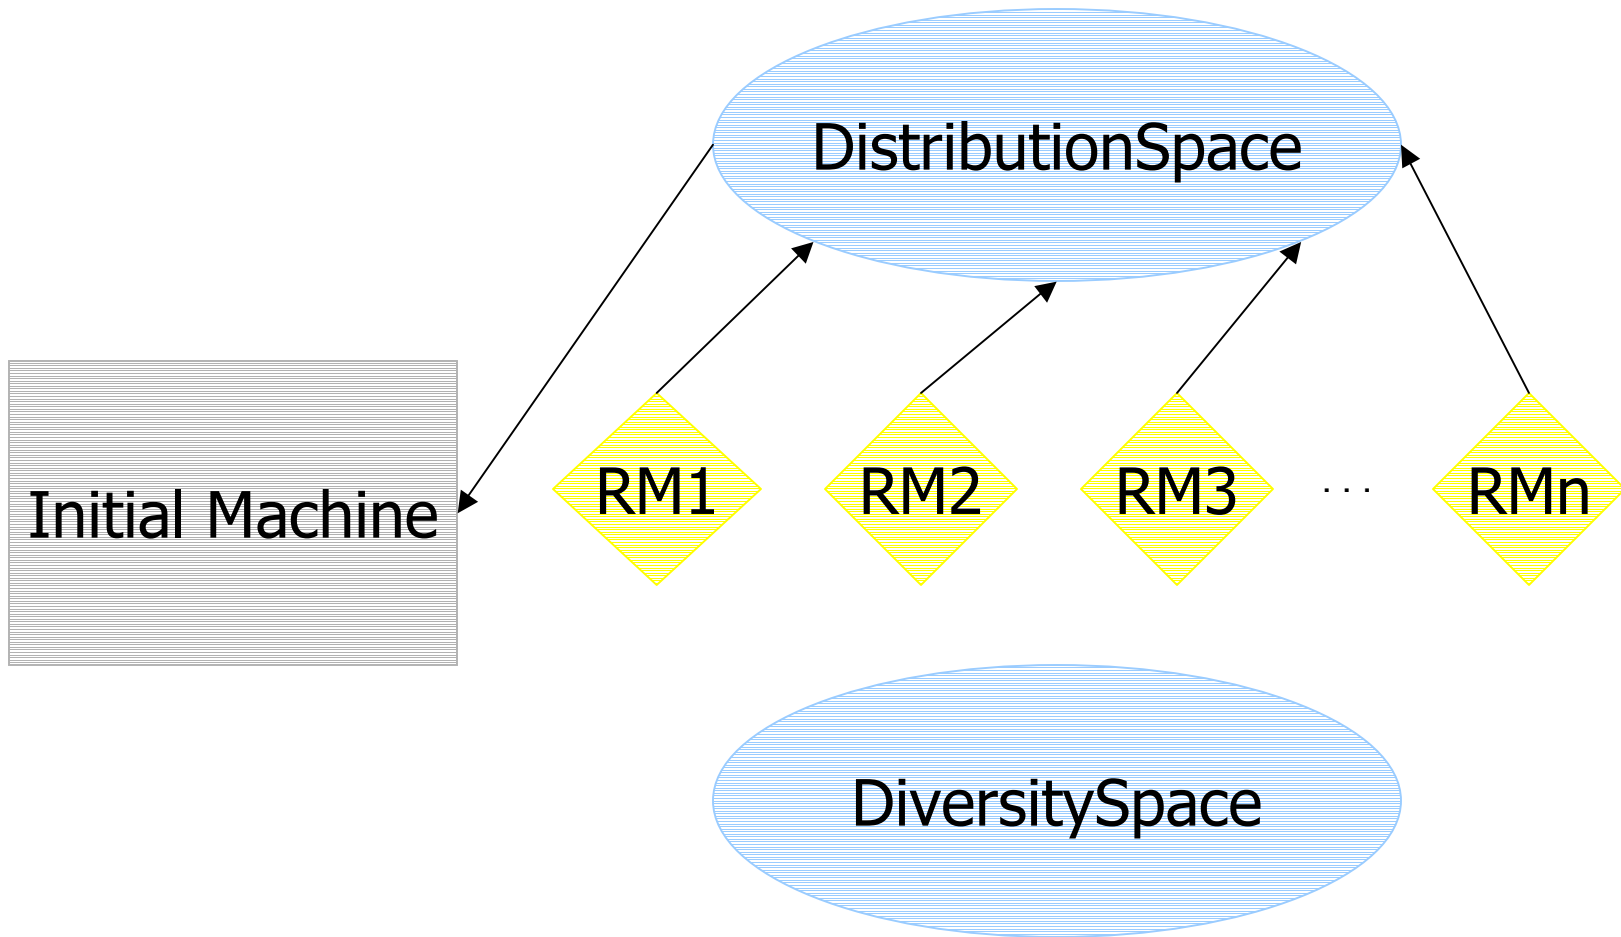 DistributionSpace
Initial Machine
RM1
RM2
RM3
. . .
RMn
DiversitySpace